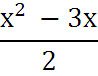 x² − 3x
2